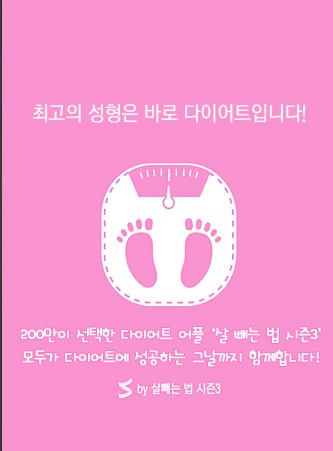 최고의 성형은 바로 다이어트입니다!
200만이 선택한 다이어트 어플 '살 빼는 법 시즌3'
모두가 다이어트에 성공하는 그날까지 함께합니다!
by 살빼는 법 시즌3